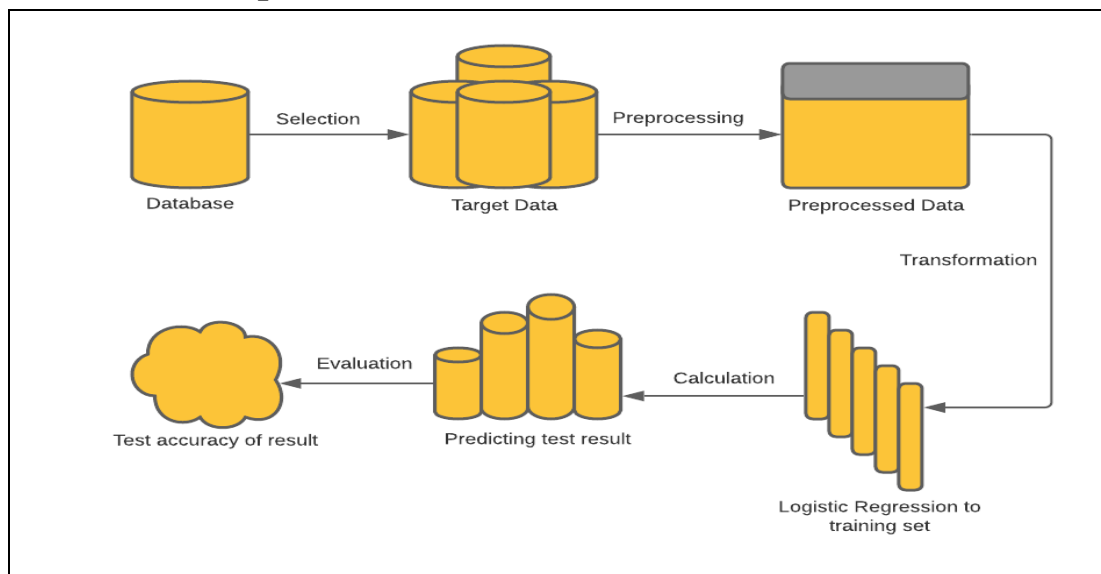 Selection
Preprocessing
Database
Target Data
Preprocessed Data
Transformation
Evaluation
Calculation
Test accuracy of result
Predicting test result
Logistic Regression to
training set